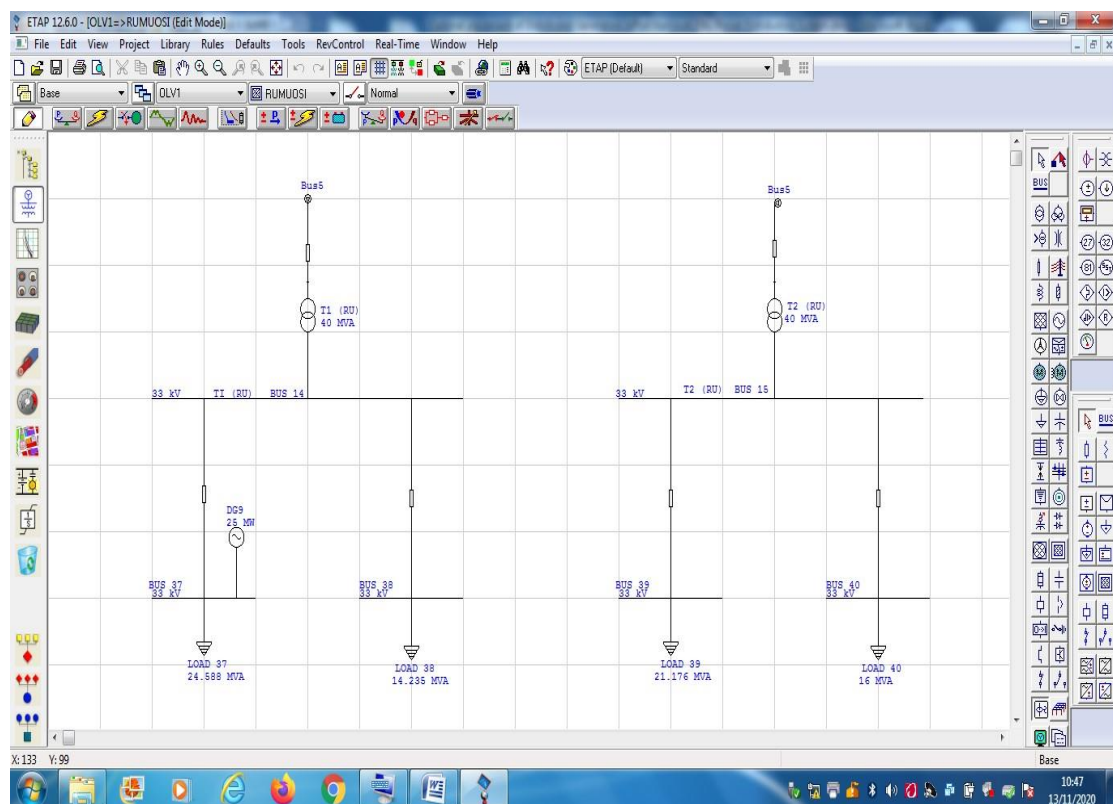 ETAP 12.6.0 - [OLV1=>RUMUOSI (Edit Mode)]
File Edit View Project Library Rules Defaults Tools RevControl Real-Time Window Help
ETAP (Default) Standard
Base OLV1 RUMUOSI Normal
Bus5
Bus5
T1 (RU)
40 MVA
T2 (RU)
40 MVA
33 kV TI (RU) BUS 14
33 kV T2 (RU) BUS 15
DG9
25 MW
BUS 37
33 kV
BUS 38
33 kV
BUS 39
33 kV
BUS 40
33 kV
LOAD 37
24.588 MVA
LOAD 38
14.235 MVA
LOAD 39
21.176 MVA
LOAD 40
16 MVA
BUS
BUS
27 32
81
X: 133 Y: 99
Base
10:47
13/11/2020